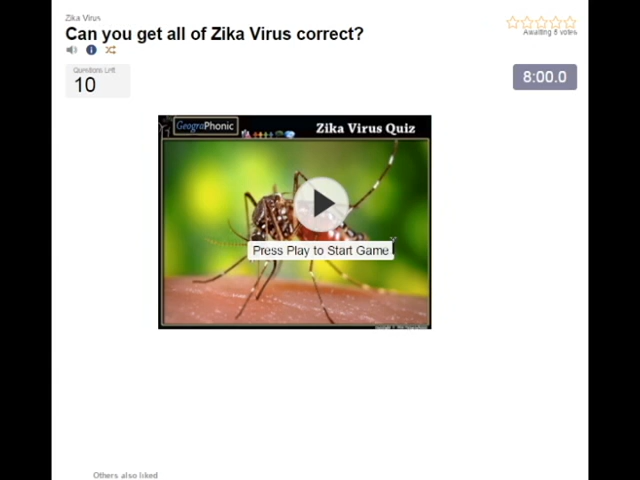 Zika Virus
Can you get all of Zika Virus correct?
Awaiting 5 votes
Questions Left
10
8:00.0
GeograPhonic
Zika Virus Quiz
Press Play to Start Game
Others also liked